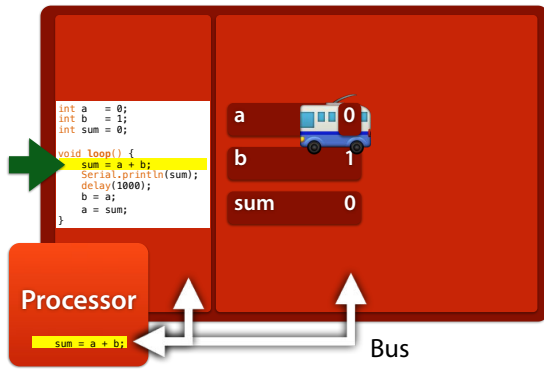 int a   = 0;
int b   = 1;
int sum = 0;
void loop() {
sum = a + b;
Serial.println(sum);
delay(1000);
b = a;
a = sum;
}
a 0
b 1
sum 0
Processor
sum = a + b;
Bus